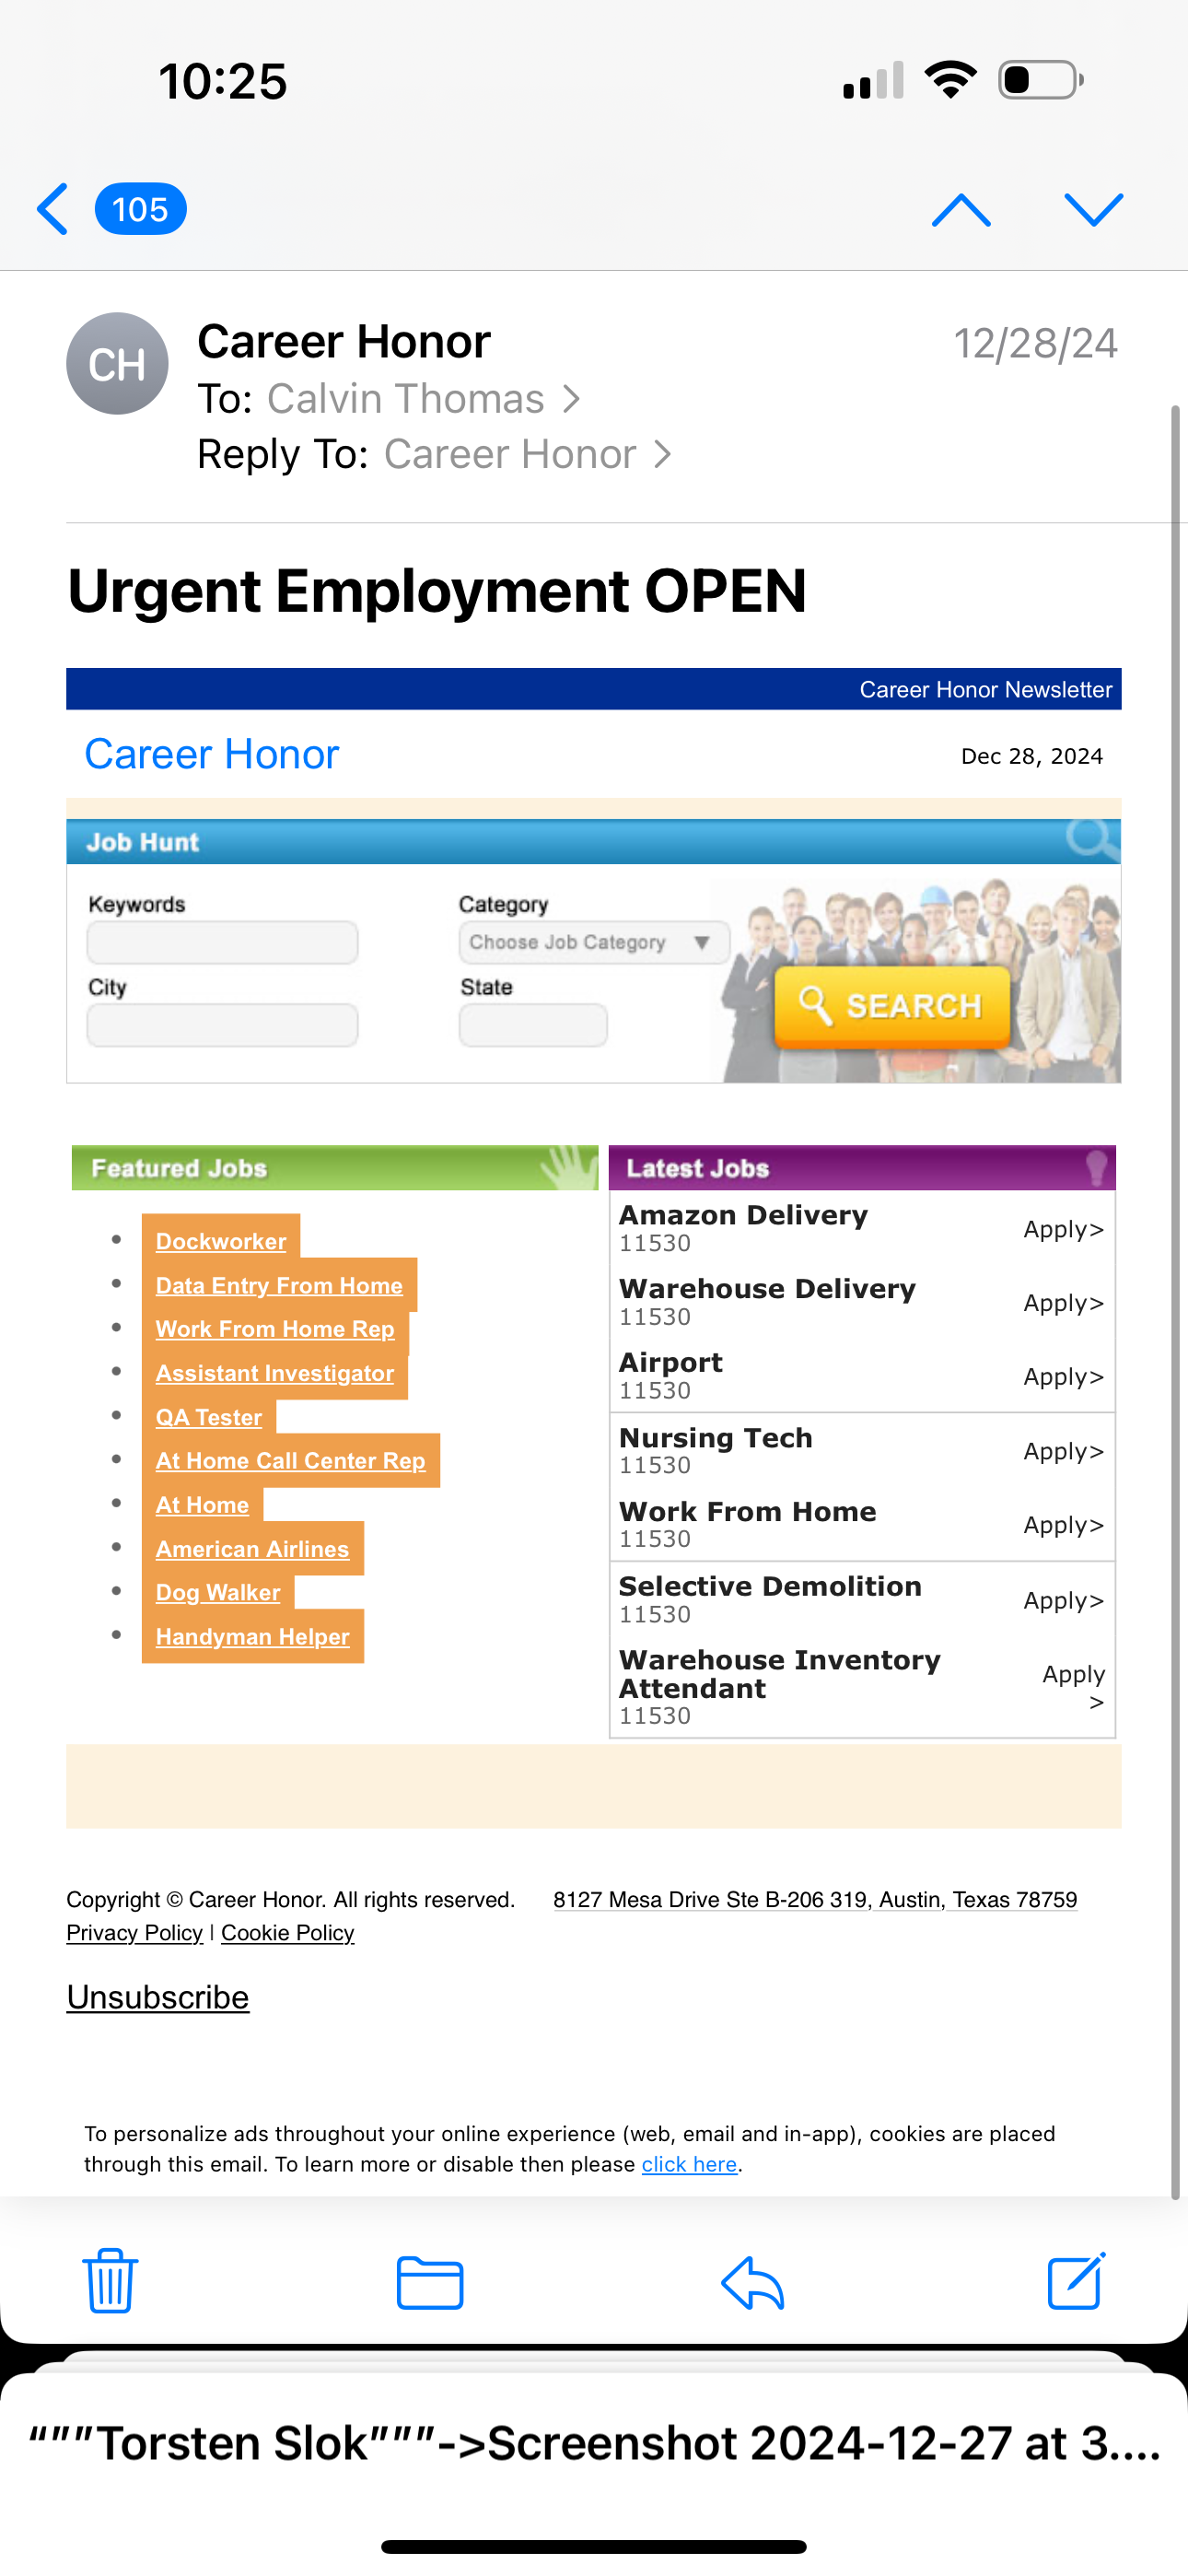 10:25
105
CH
Career Honor
12/28/24
To: Calvin Thomas
Reply To: Career Honor
Urgent Employment OPEN
Career Honor Newsletter
Career Honor
Dec 28, 2024
Job Hunt
Keywords
Category
Choose Job Category
City
State
SEARCH
Featured Jobs
Dockworker
Data Entry From Home
Work From Home Rep
Assistant Investigator
QA Tester
At Home Call Center Rep
At Home
American Airlines
Dog Walker
Handyman Helper
Latest Jobs
Amazon Delivery
11530
Apply>
Warehouse Delivery
11530
Apply>
Airport
11530
Apply>
Nursing Tech
11530
Apply>
Work From Home
11530
Apply>
Selective Demolition
11530
Apply>
Warehouse Inventory
Attendant
11530
Apply
>
Copyright © Career Honor. All rights reserved.
8127 Mesa Drive Ste B-206 319, Austin, Texas 78759
Privacy Policy | Cookie Policy
Unsubscribe
To personalize ads throughout your online experience (web, email and in-app), cookies are placed
through this email. To learn more or disable then please click here.
“″″Torsten Slok″″″->Screenshot 2024-12-27 at 3....